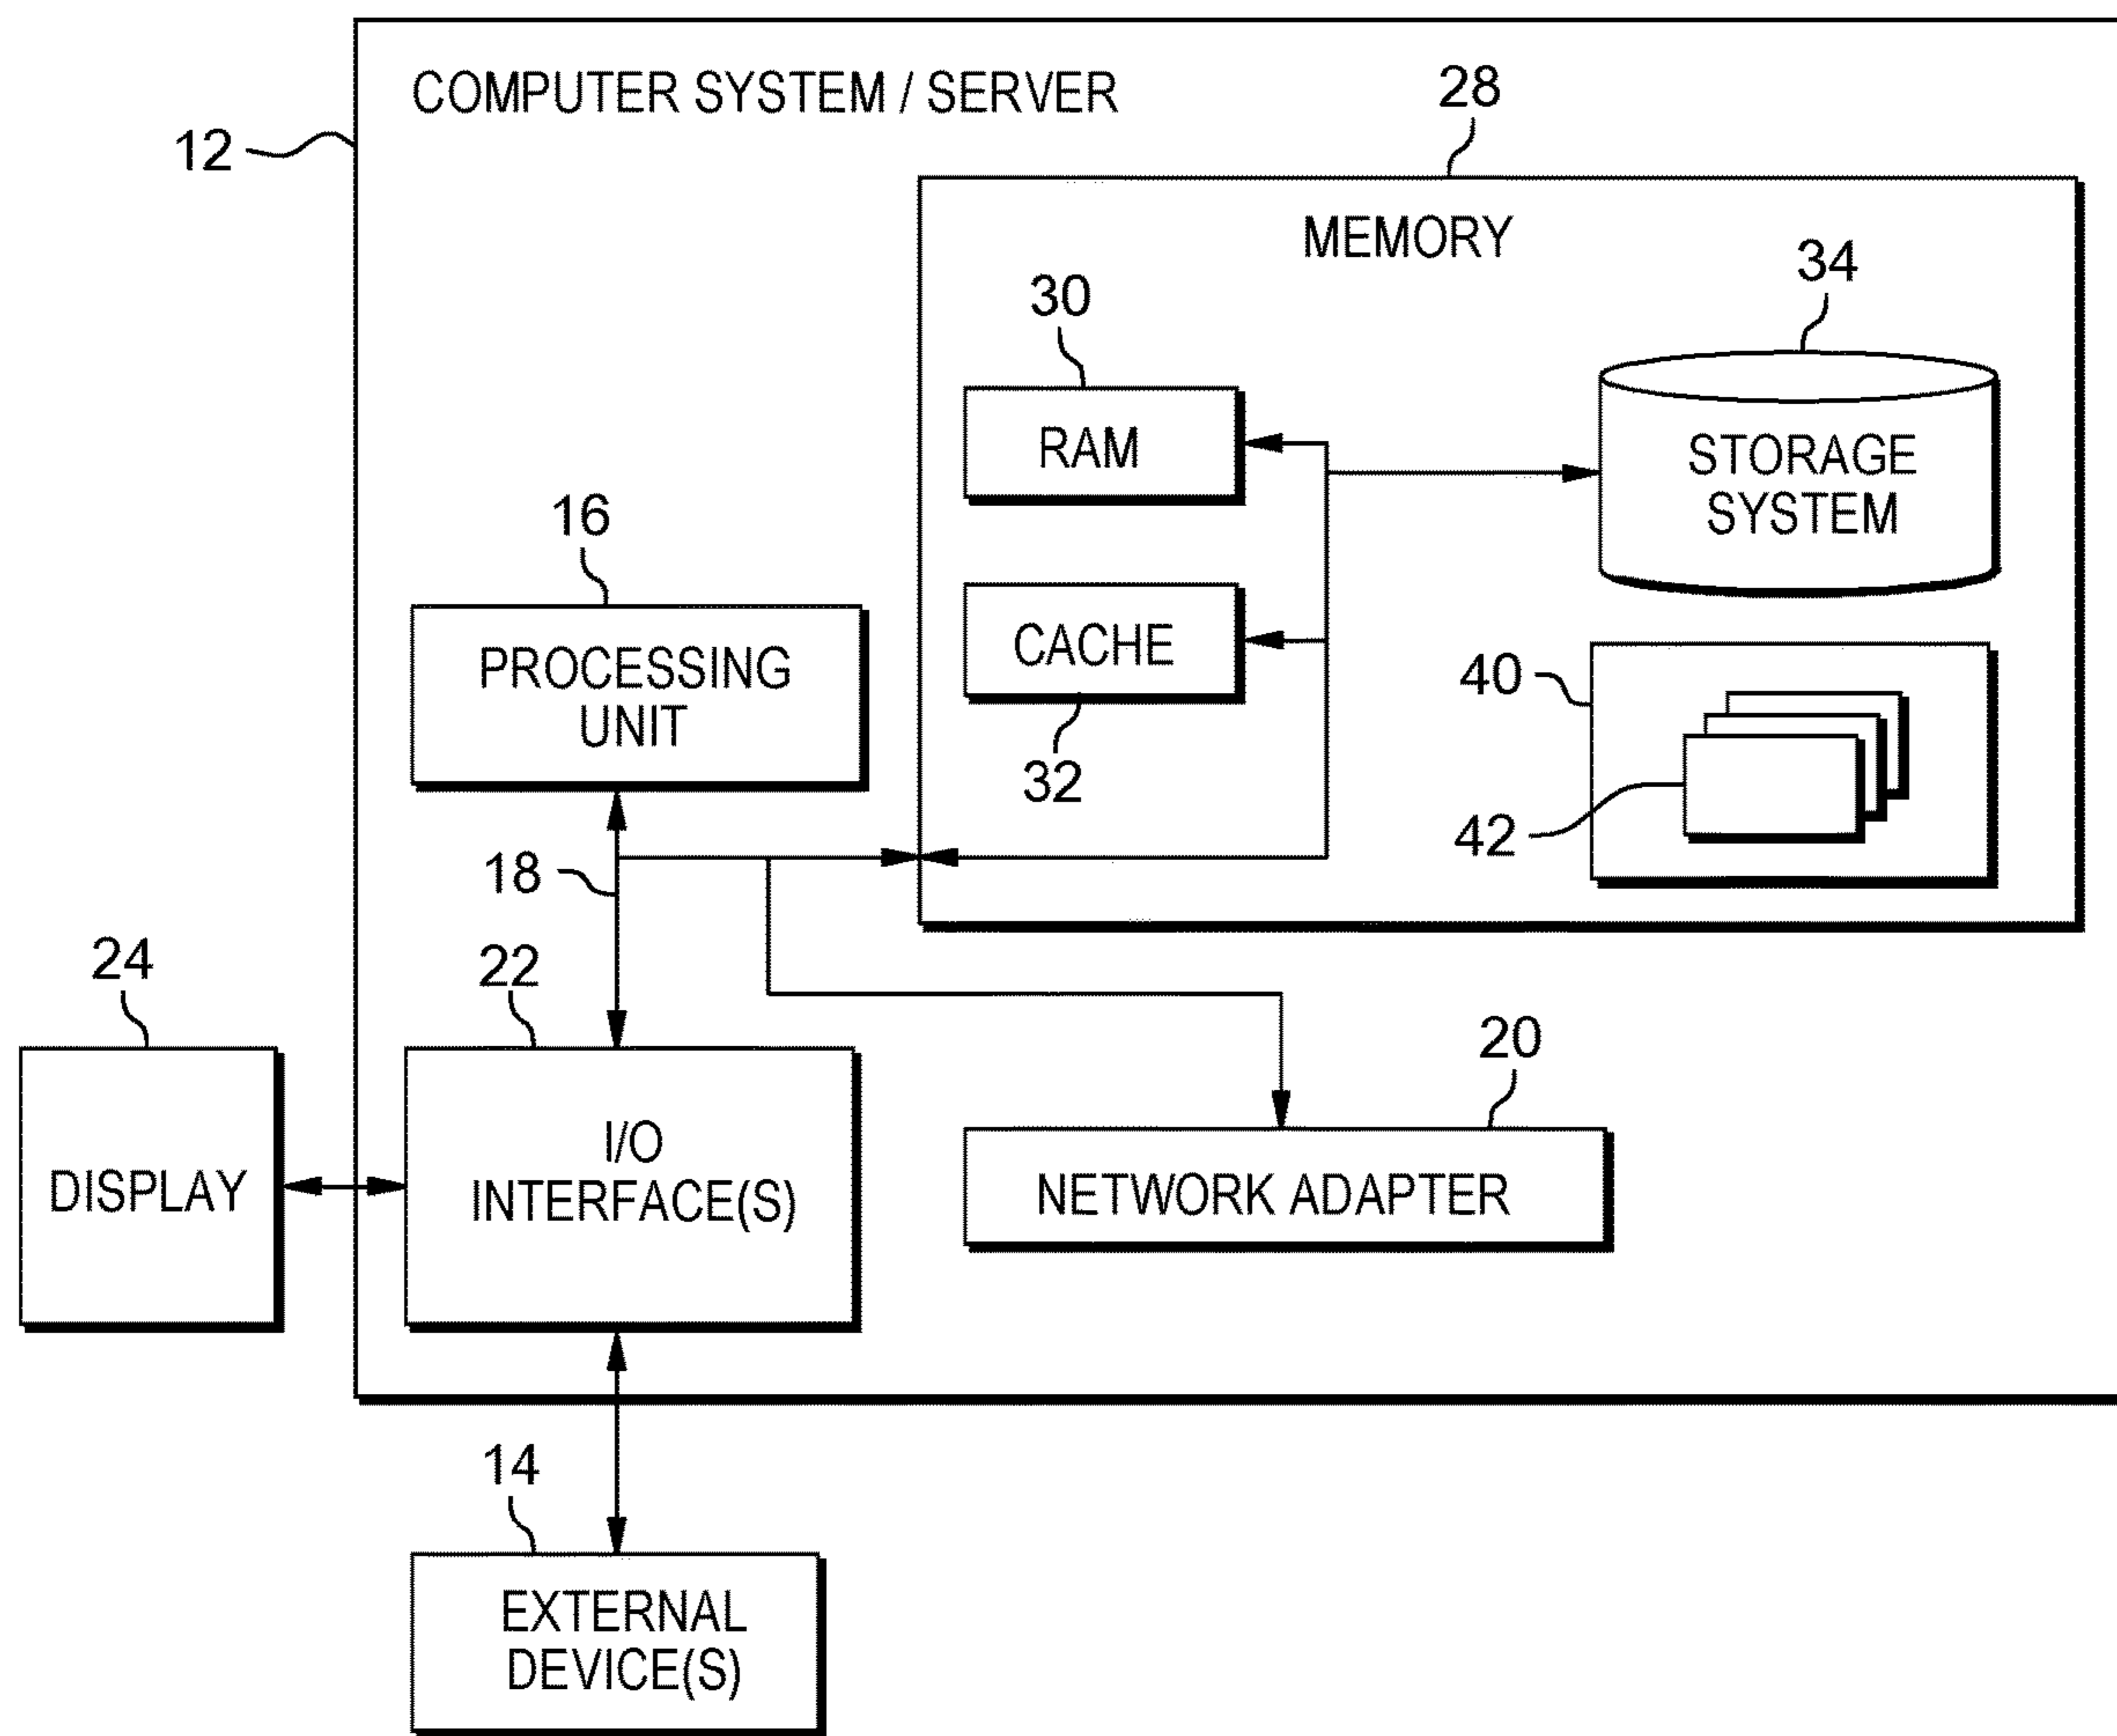 COMPUTER SYSTEM / SERVER
12
28
MEMORY
30
34
RAM
STORAGE
SYSTEM
16
CACHE
32
PROCESSING
UNIT
40
42
18
22
24
20
I/O
INTERFACE(S)
DISPLAY
NETWORK ADAPTER
14
EXTERNAL
DEVICE(S)